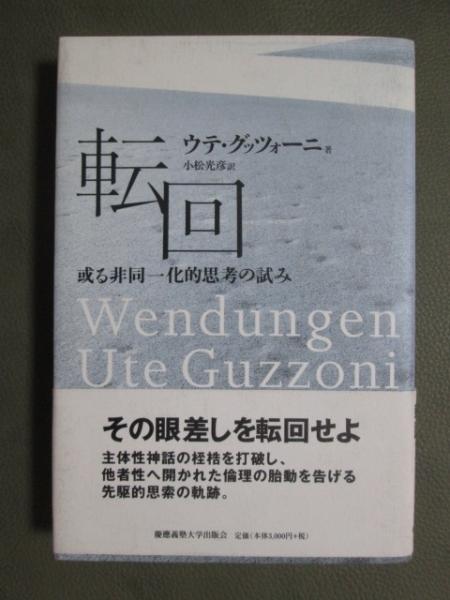 転回
ウテ・グッツォーニ 著
小松光彦 訳
或る非同一化的思考の試み
Wendungen
Ute Guzzoni
その眼差しを転回せよ
主体性神話の桎梏を打破し、
他者性へ開かれた倫理の胎動を告げる
先駆的思索の軌跡。
慶應義塾大学出版会 定価(本体3,000円+税)